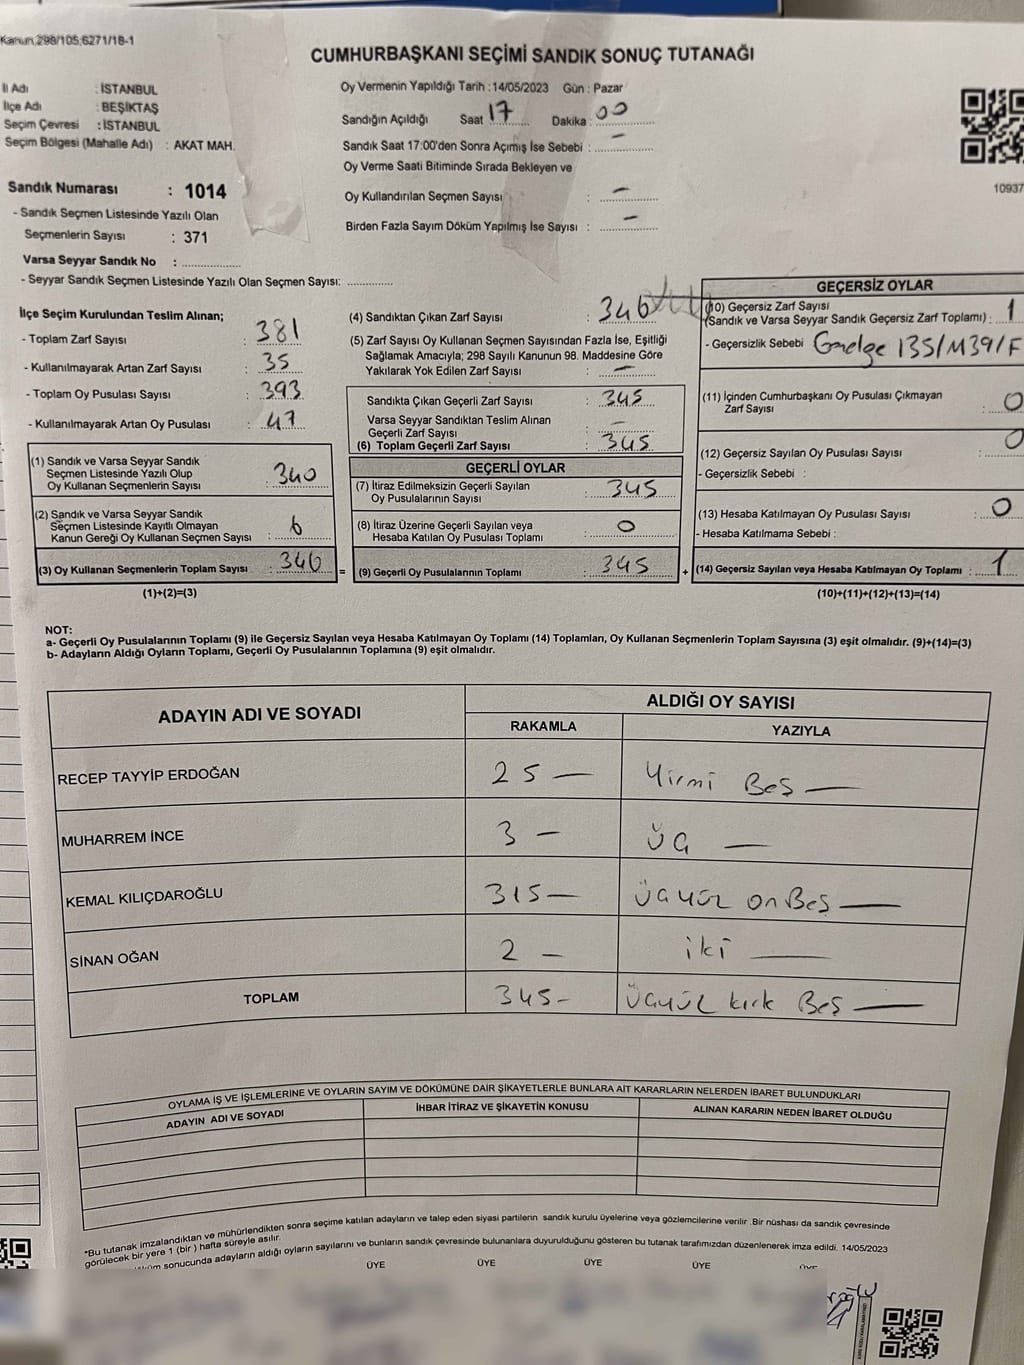 Kanun;298/105;6271/18-1
CUMHURBAŞKANI SEÇİMİ SANDIK SONUÇ TUTANAĞI
İl Adı : İSTANBUL
İlçe Adı : BEŞİKTAŞ
Seçim Çevresi : İSTANBUL
Seçim Bölgesi (Mahalle Adı) : AKAT MAH.
Sandık Numarası : 1014
- Sandık Seçmen Listesinde Yazılı Olan
Seçmenlerin Sayısı : 371
Varsa Seyyar Sandık No : ...............
- Seyyar Sandık Seçmen Listesinde Yazılı Olan Seçmen Sayısı: ............
Oy Vermenin Yapıldığı Tarih : 14/05/2023 Gün : Pazar
Sandığın Açıldığı Saat 17 Dakika : 00
Sandık Saat 17:00'den Sonra Açımış İse Sebebi : —
Oy Verme Saati Bitiminde Sırada Bekleyen ve
Oy Kullandırılan Seçmen Sayısı : —
Birden Fazla Sayım Döküm Yapılmış İse Sayısı : —
10937
İlçe Seçim Kurulundan Teslim Alınan;
- Toplam Zarf Sayısı : 381
- Kullanılmayarak Artan Zarf Sayısı : 35
- Toplam Oy Pusulası Sayısı : 393
- Kullanılmayarak Artan Oy Pusulası : 47
(1) Sandık ve Varsa Seyyar Sandık
Seçmen Listesinde Yazılı Olup
Oy Kullanan Seçmenlerin Sayısı : 340
(2) Sandık ve Varsa Seyyar Sandık
Seçmen Listesinde Kayıtlı Olmayan
Kanun Gereği Oy Kullanan Seçmen Sayısı : 6
(3) Oy Kullanan Seçmenlerin Toplam Sayısı : 346
(1)+(2)=(3)
(4) Sandıktan Çıkan Zarf Sayısı : 346
(5) Zarf Sayısı Oy Kullanan Seçmen Sayısından Fazla İse, Eşitliği
Sağlamak Amacıyla; 298 Sayılı Kanunun 98. Maddesine Göre
Yakılarak Yok Edilen Zarf Sayısı : —
Sandıkta Çıkan Geçerli Zarf Sayısı : 345
Varsa Seyyar Sandıktan Teslim Alınan
Geçerli Zarf Sayısı : —
(6) Toplam Geçerli Zarf Sayısı : 345
GEÇERLİ OYLAR
(7) İtiraz Edilmeksizin Geçerli Sayılan
Oy Pusulalarının Sayısı : 345
(8) İtiraz Üzerine Geçerli Sayılan veya
Hesaba Katılan Oy Pusulası Toplamı : 0
= (9) Geçerli Oy Pusulalarının Toplamı : 345
GEÇERSİZ OYLAR
(10) Geçersiz Zarf Sayısı
(Sandık ve Varsa Seyyar Sandık Geçersiz Zarf Toplamı) : 1
- Geçersizlik Sebebi Genelge 135/M39/F
(11) İçinden Cumhurbaşkanı Oy Pusulası Çıkmayan
Zarf Sayısı : 0
(12) Geçersiz Sayılan Oy Pusulası Sayısı : 0
- Geçersizlik Sebebi :
(13) Hesaba Katılmayan Oy Pusulası Sayısı : 0
- Hesaba Katılmama Sebebi :
+ (14) Geçersiz Sayılan veya Hesaba Katılmayan Oy Toplamı : 1
(10)+(11)+(12)+(13)=(14)
NOT:
a- Geçerli Oy Pusulalarının Toplamı (9) ile Geçersiz Sayılan veya Hesaba Katılmayan Oy Toplamı (14) Toplamları, Oy Kullanan Seçmenlerin Toplam Sayısına (3) eşit olmalıdır. (9)+(14)=(3)
b- Adayların Aldığı Oyların Toplamı, Geçerli Oy Pusulalarının Toplamına (9) eşit olmalıdır.
ADAYIN ADI VE SOYADI
ALDIĞI OY SAYISI
RAKAMLA YAZIYLA
RECEP TAYYİP ERDOĞAN 25 — Yirmi Beş —
MUHARREM İNCE 3 — Üç —
KEMAL KILIÇDAROĞLU 315 — Üçyüz onBeş —
SİNAN OĞAN 2 — iki —
TOPLAM 345 - Üçyüz kırk Beş —
OYLAMA İŞ VE İŞLEMLERİNE VE OYLARIN SAYIM VE DÖKÜMÜNE DAİR ŞİKAYETLERLE BUNLARA AİT KARARLARIN NELERDEN İBARET BULUNDUKLARI
ADAYIN ADI VE SOYADI İHBAR İTİRAZ VE ŞİKAYETİN KONUSU ALINAN KARARIN NEDEN İBARET OLDUĞU
*Bu tutanak imzalandıktan ve mühürlendikten sonra seçime katılan adayların ve talep eden siyasi partilerin sandık kurulu üyelerine veya gözlemcilerine verilir .Bir nüshası da sandık çevresinde
görülecek bir yere 1 (bir ) hafta süreyle asılır.
sonucunda adayların aldığı oyların sayılarını ve bunların sandık çevresinde bulunanlara duyurulduğunu gösteren bu tutanak tarafımızdan düzenlenerek imza edildi. 14/05/2023
ÜYE ÜYE ÜYE ÜYE